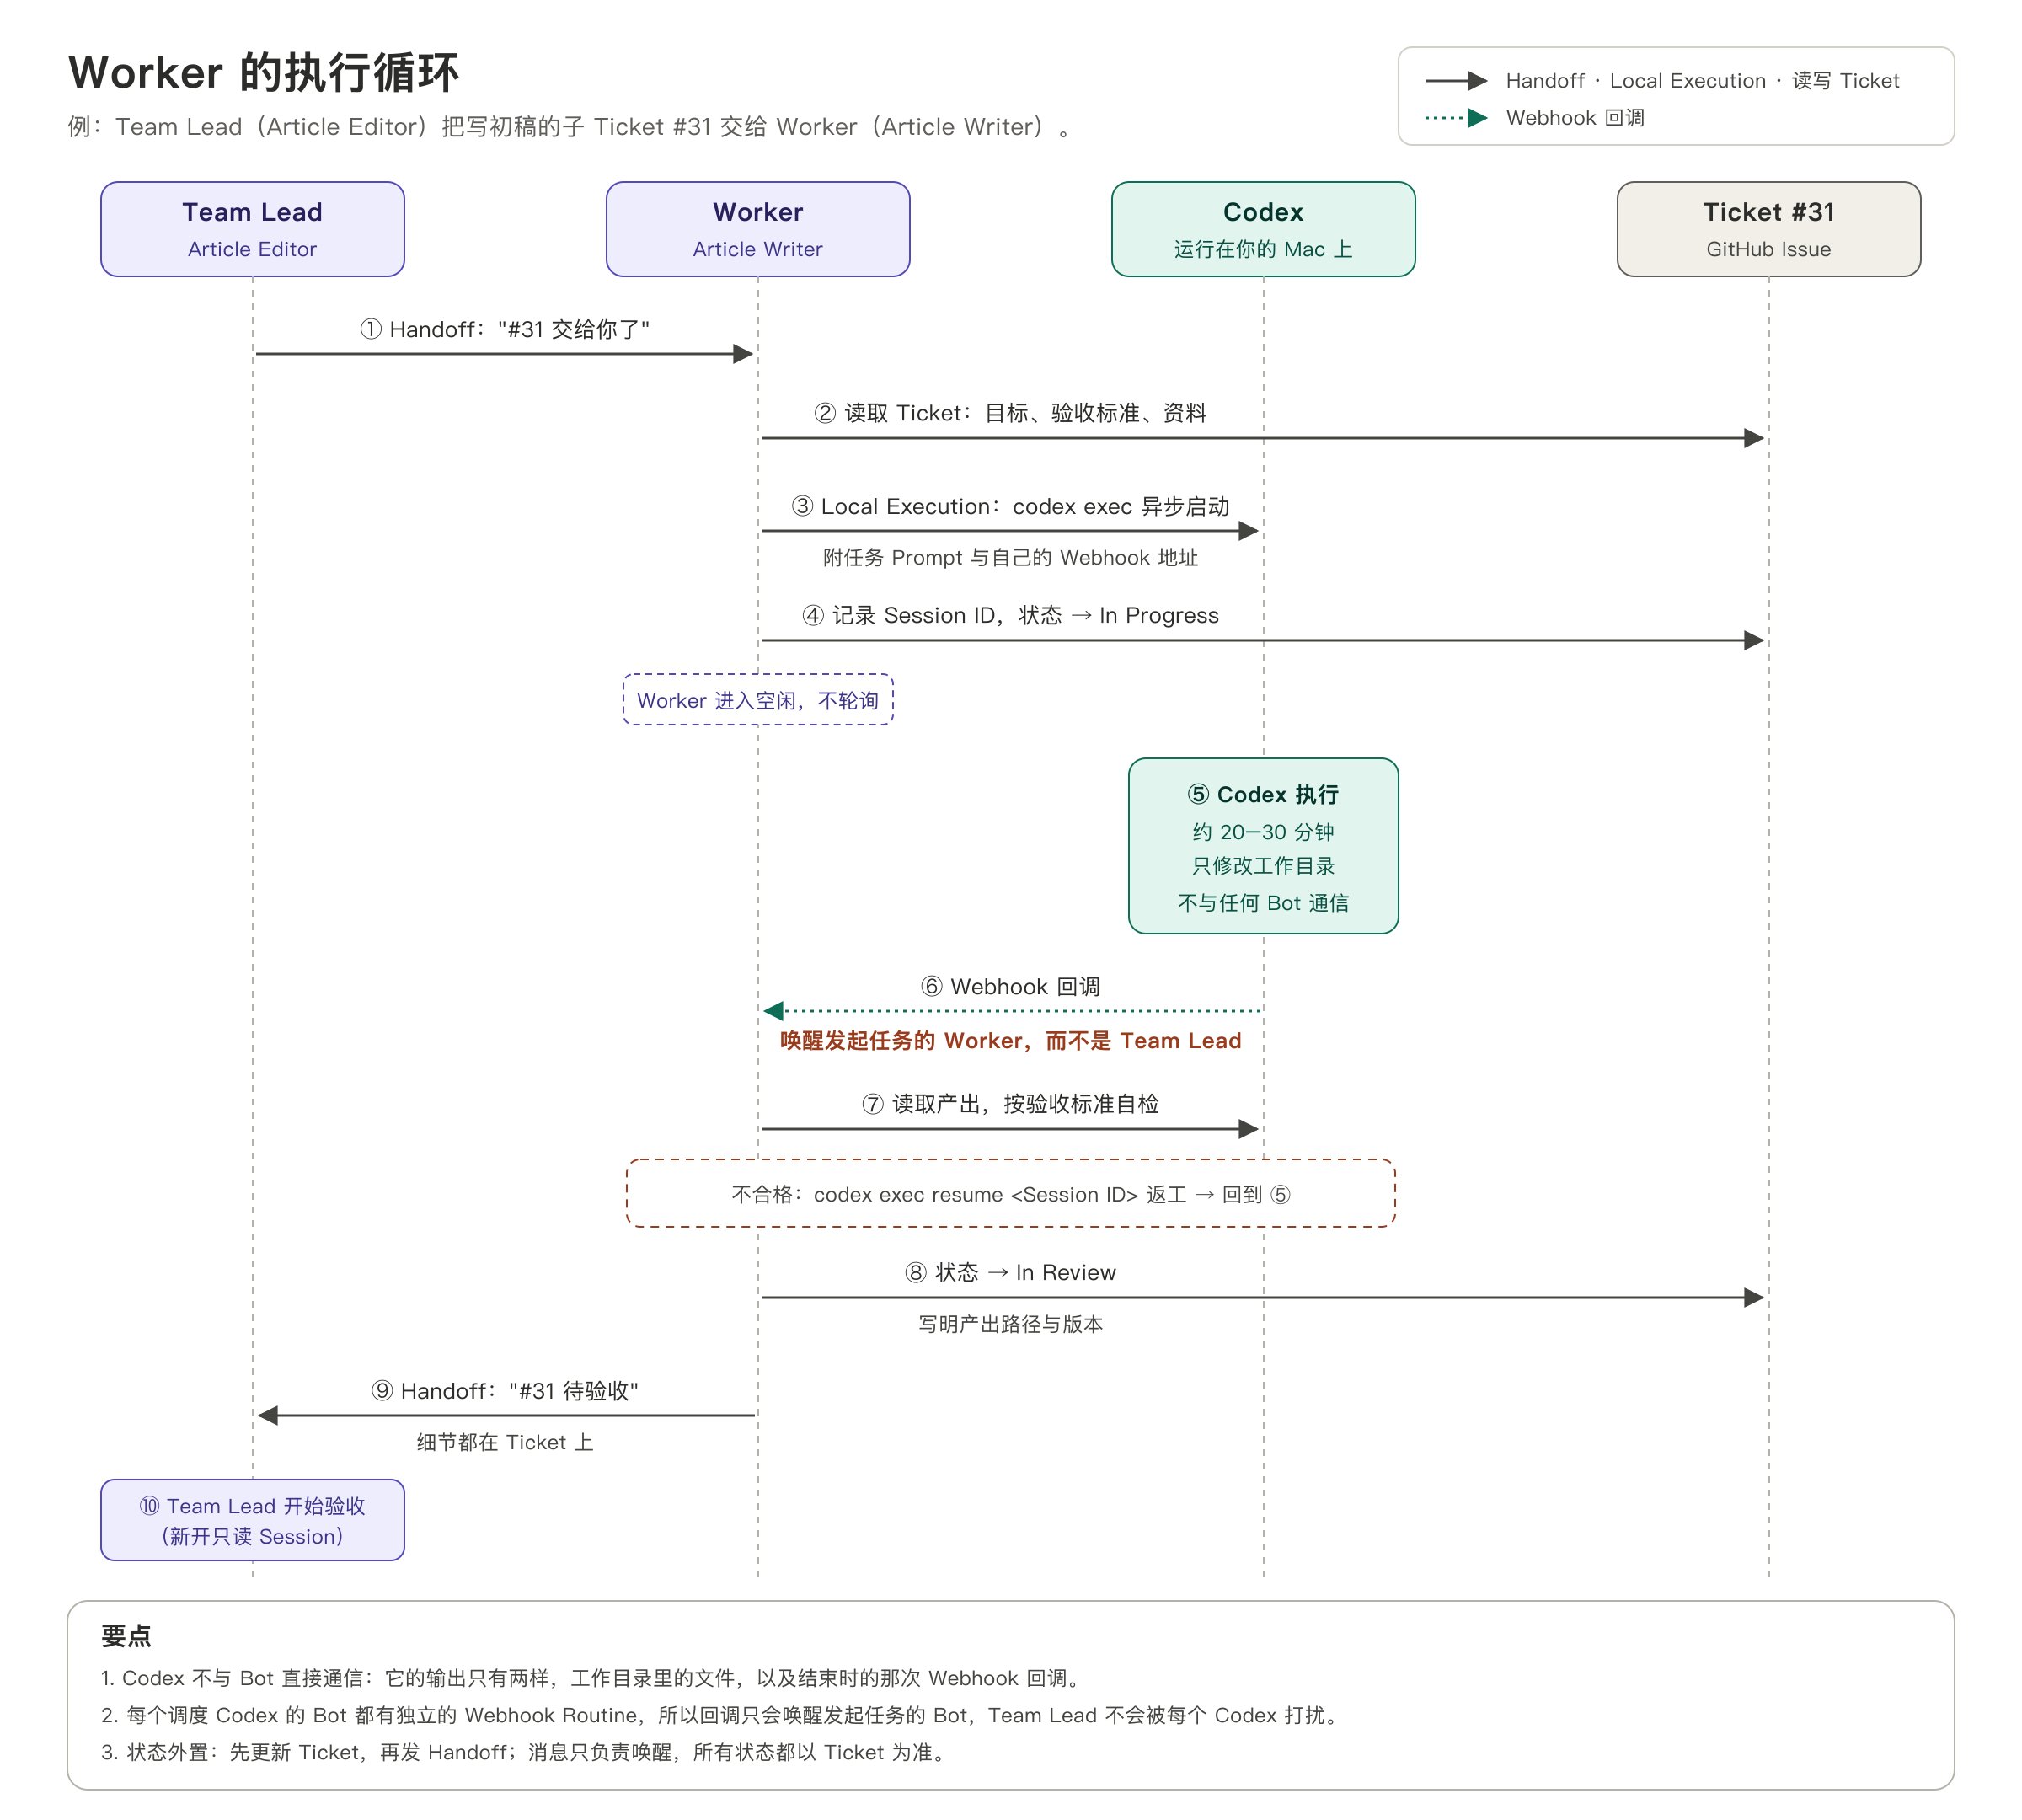 Worker 的执行循环
例：Team Lead（Article Editor）把写初稿的子 Ticket #31 交给 Worker（Article Writer）。
Handoff · Local Execution · 读写 Ticket
Webhook 回调
Team Lead
Article Editor
Worker
Article Writer
Codex
运行在你的 Mac 上
Ticket #31
GitHub Issue
① Handoff："#31 交给你了"
② 读取 Ticket：目标、验收标准、资料
③ Local Execution：codex exec 异步启动
附任务 Prompt 与自己的 Webhook 地址
④ 记录 Session ID，状态 → In Progress
Worker 进入空闲，不轮询
⑤ Codex 执行
约 20–30 分钟
只修改工作目录
不与任何 Bot 通信
⑥ Webhook 回调
唤醒发起任务的 Worker，而不是 Team Lead
⑦ 读取产出，按验收标准自检
不合格：codex exec resume <Session ID> 返工 → 回到 ⑤
⑧ 状态 → In Review
写明产出路径与版本
⑨ Handoff："#31 待验收"
细节都在 Ticket 上
⑩ Team Lead 开始验收
（新开只读 Session）
要点
1. Codex 不与 Bot 直接通信：它的输出只有两样，工作目录里的文件，以及结束时的那次 Webhook 回调。
2. 每个调度 Codex 的 Bot 都有独立的 Webhook Routine，所以回调只会唤醒发起任务的 Bot，Team Lead 不会被每个 Codex 打扰。
3. 状态外置：先更新 Ticket，再发 Handoff；消息只负责唤醒，所有状态都以 Ticket 为准。